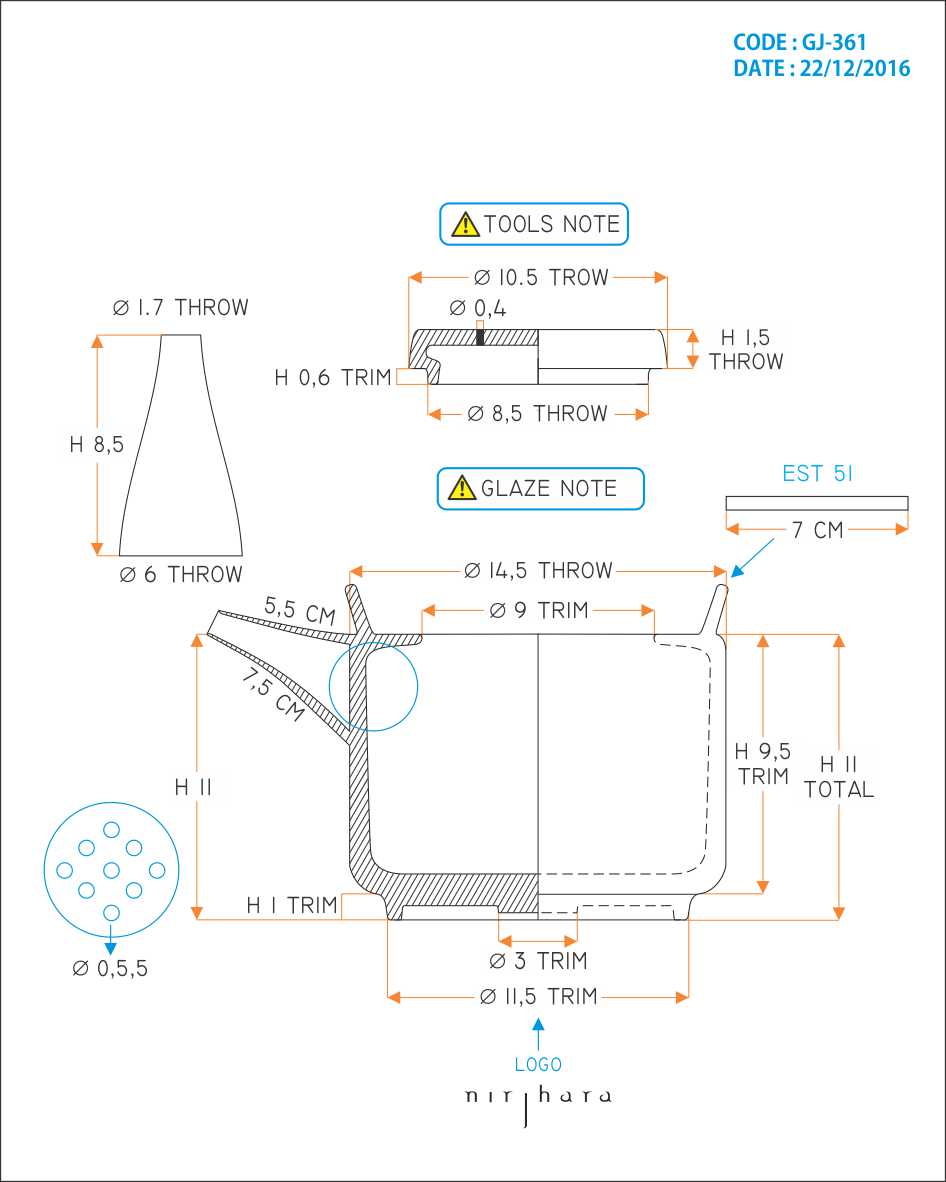 CODE : GJ-361
DATE : 22/12/2016
TOOLS NOTE
Ø 10.5 TROW
Ø 1.7 THROW
Ø 0,4
H 1,5
THROW
H 0,6 TRIM
Ø 8,5 THROW
H 8,5
GLAZE NOTE
EST 51
7 CM
Ø 6 THROW
Ø 14,5 THROW
5,5 CM
Ø 9 TRIM
7,5 CM
H 9,5
TRIM
H 11
TOTAL
H 11
H 1 TRIM
Ø 0,5,5
Ø 3 TRIM
Ø 11,5 TRIM
LOGO
nirjhara